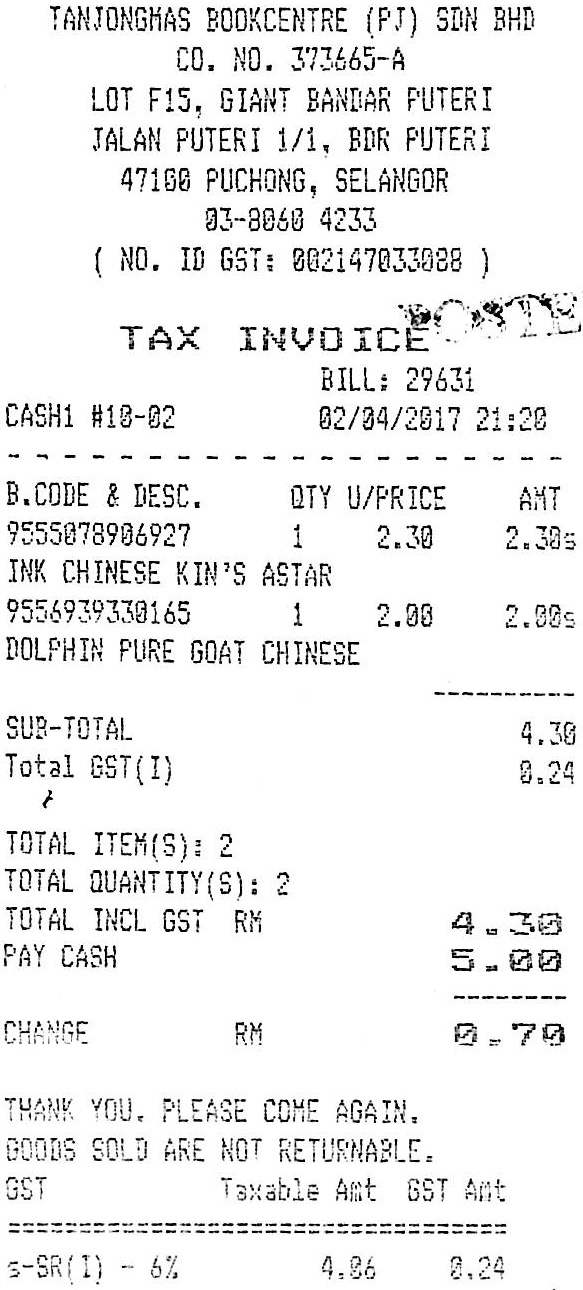 TANJONGMAS BOOKCENTRE (PJ) SDN BHD
CO. NO. 373665-A
LOT F15, GIANT BANDAR PUTERI
JALAN PUTERI 1/1, BDR PUTERI
47100 PUCHONG, SELANGOR
03-8060 4233
( NO. ID GST: 002147033088 )
TAX INVOICE
BILL: 29631
CASH1 #10-02 02/04/2017 21:20
B.CODE & DESC. QTY U/PRICE AMT
9555078906927 1 2.30 2.30s
INK CHINESE KIN'S ASTAR
9556939330165 1 2.00 2.00s
DOLPHIN PURE GOAT CHINESE
SUB-TOTAL 4.30
Total GST(I) 0.24
TOTAL ITEM(S): 2
TOTAL QUANTITY(S): 2
TOTAL INCL GST RM 4.30
PAY CASH 5.00
CHANGE RM 0.70
THANK YOU. PLEASE COME AGAIN.
GOODS SOLD ARE NOT RETURNABLE.
GST Taxable Amt GST Amt
===================================
s-SR(I) - 6% 4.06 0.24